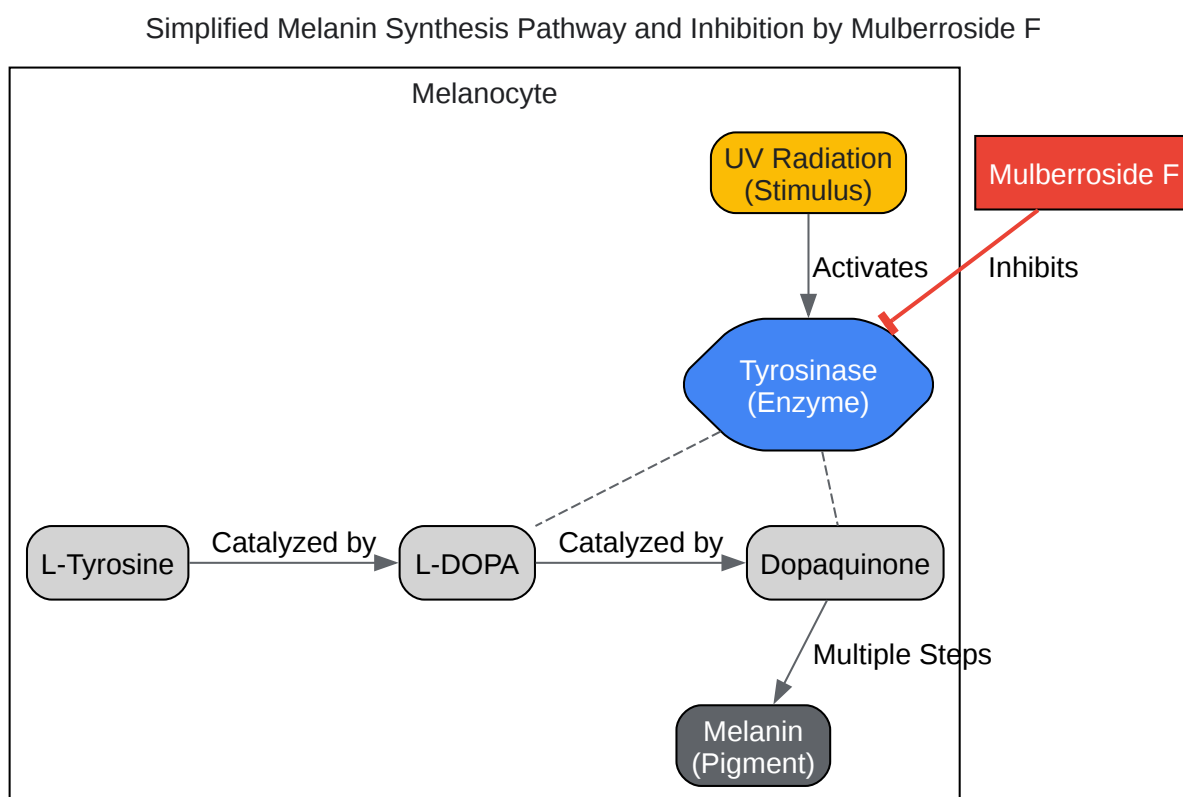 Simplified Melanin Synthesis Pathway and Inhibition by Mulberroside F
Melanocyte
UV Radiation
(Stimulus)
Mulberroside F
Activates
Inhibits
Tyrosinase
(Enzyme)
L-Tyrosine
Catalyzed by
L-DOPA
Catalyzed by
Dopaquinone
Multiple Steps
Melanin
(Pigment)